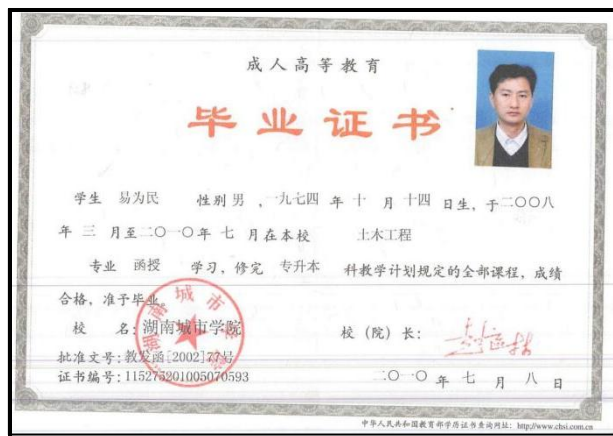 成人高等教育
毕业证书
学生 易为民 性别 男 ，一九七四 年 十 月 十四 日生，于二〇〇八
年 三 月至二〇一〇年 七 月在本校 土木工程
专业 函授 学习，修完 专升本 科教学计划规定的全部课程，成绩
合格，准予毕业。
校 名：湖南城市学院 校（院）长：
批准文号：教发函[2002]77号
证书编号：115275201005070593 二〇一〇 年 七 月 八 日
中华人民共和国教育部学历证书查询网址：http://www.chsi.com.cn